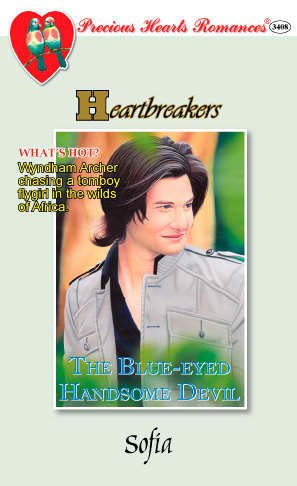 Precious Hearts Romances®
3408
Heartbreakers
WHAT'S HOT?
Wyndham Archer
chasing a tomboy
flygirl in the wilds
of Africa.
THE BLUE-EYED
HANDSOME DEVIL
Sofia